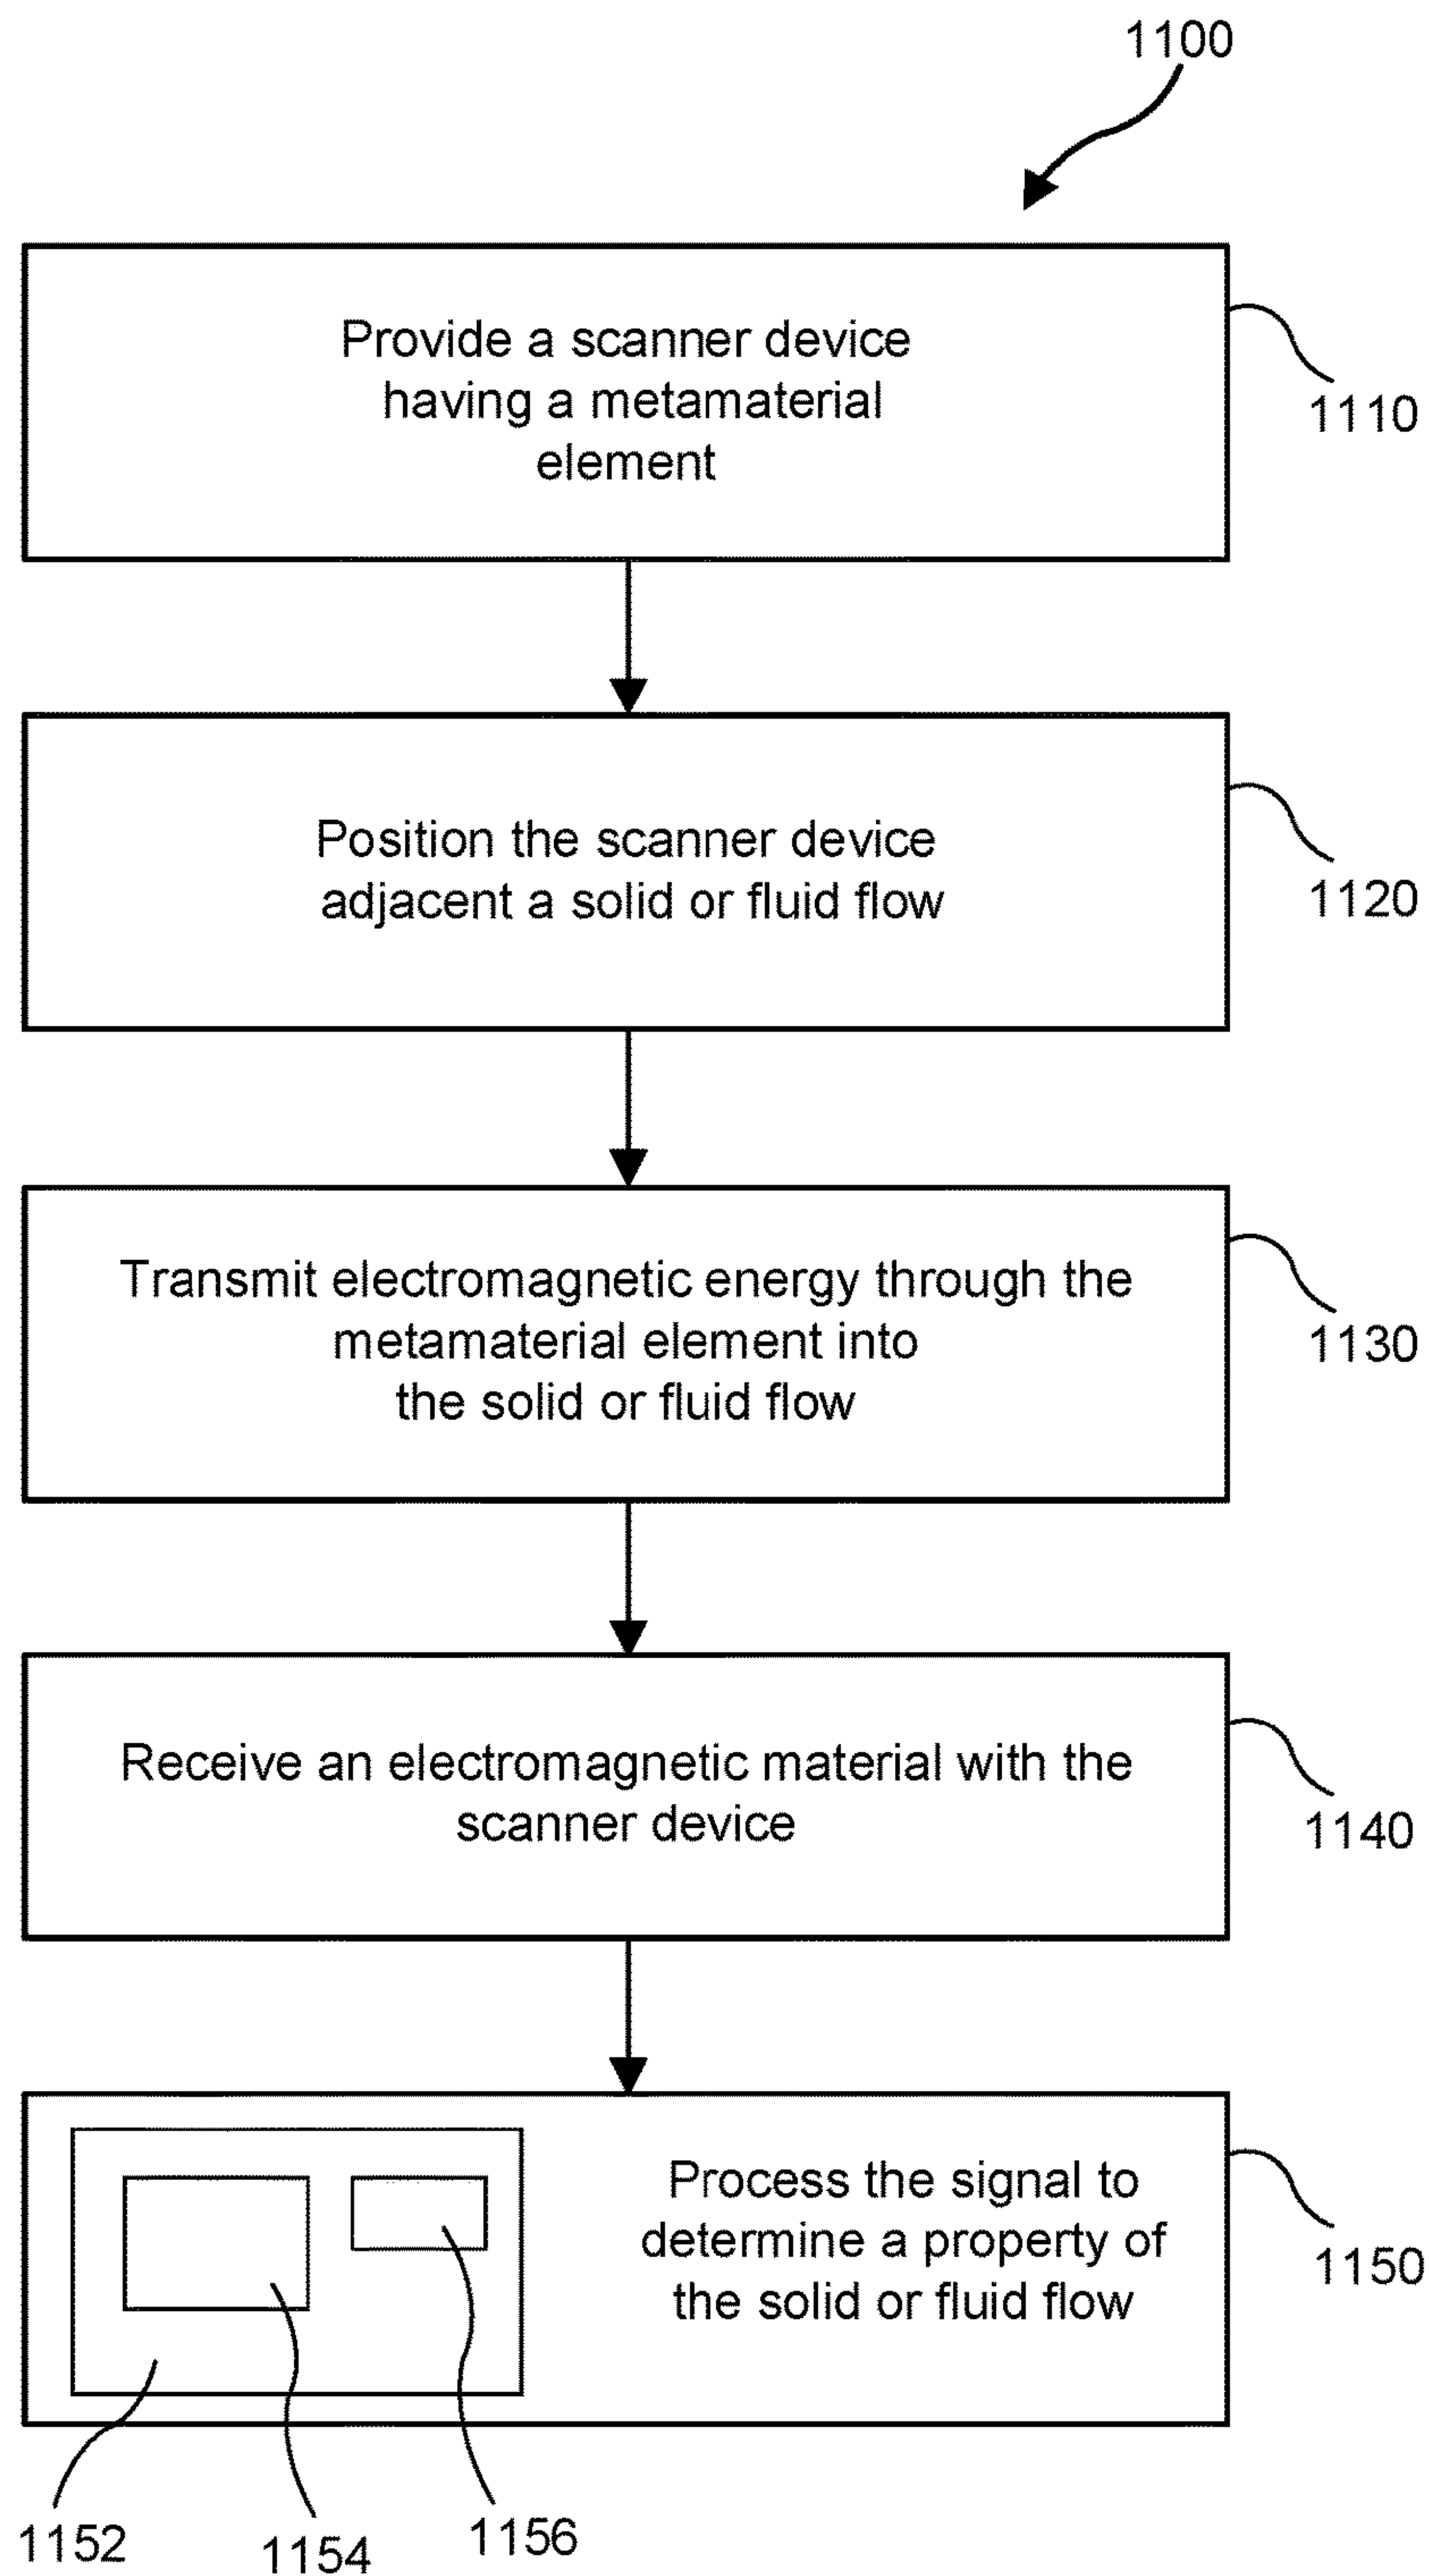 1100
Provide a scanner device
having a metamaterial
element
1110
Position the scanner device
adjacent a solid or fluid flow
1120
Transmit electromagnetic energy through the
metamaterial element into
the solid or fluid flow
1130
Receive an electromagnetic material with the
scanner device
1140
Process the signal to
determine a property of
the solid or fluid flow
1150
1152
1154
1156